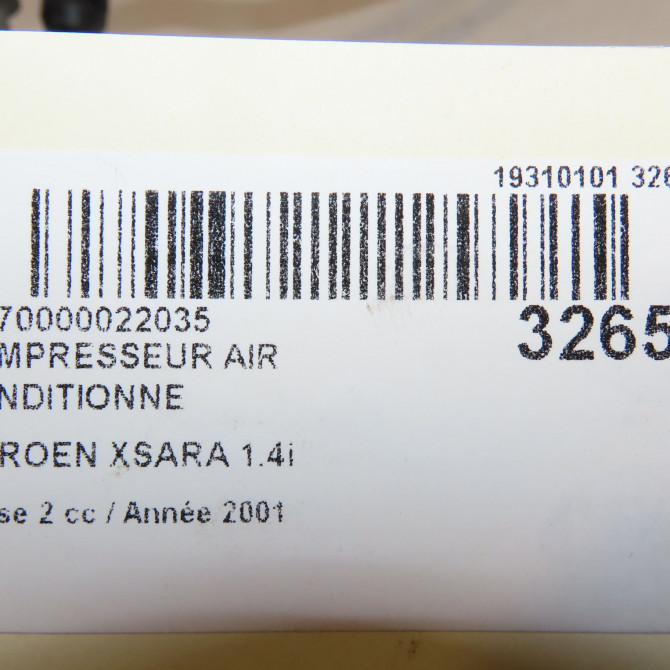 19310101 326
70000022035
3265
MPRESSEUR AIR
NDITIONNE
ROEN XSARA 1.4i
se 2 cc / Année 2001